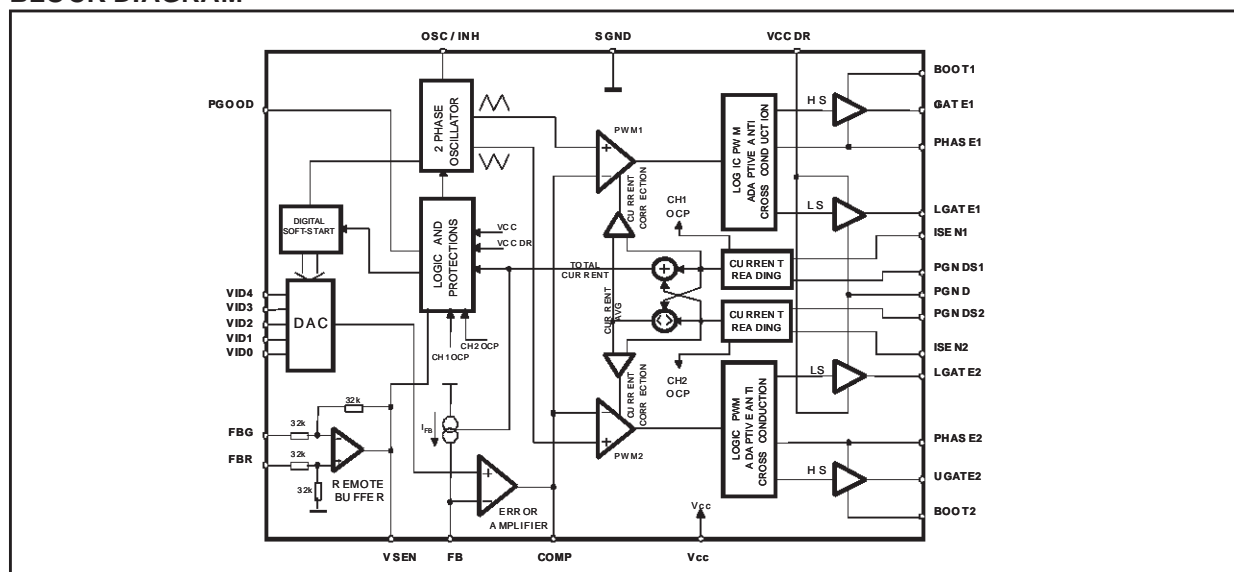 BLOCK DIAGRAM
OSC / INH
SGND
VCCDR
BOOT1
PGOOD
2 PHASE
OSCILLATOR
PWM1
LOGIC PWM
ADAPTIVE ANTI
CROSS CONDUCTION
HS
GATE1
PHASE1
CURRENT
CORRECTION
CH1
OCP
LS
LGATE1
ISEN1
DIGITAL
SOFT-START
LOGIC AND
PROTECTIONS
VCC
VCCDR
TOTAL
CURRENT
CURRENT
READING
PGNDS1
PGND
VID4
VID3
VID2
VID1
VID0
DAC
CURRENT
AVG
< >
CURRENT
READING
PGNDS2
ISEN2
CH2OCP
CH1OCP
CH2
OCP
CURRENT
CORRECTION
LS
LGATE2
LOGIC PWM
ADAPTIVE ANTI
CROSS CONDUCTION
32k
IFB
FBG
32k
FBR
32k
32k
REMOTE
BUFFER
PWM2
PHASE2
HS
UGATE2
ERROR
AMPLIFIER
Vcc
BOOT2
VSEN
FB
COMP
Vcc